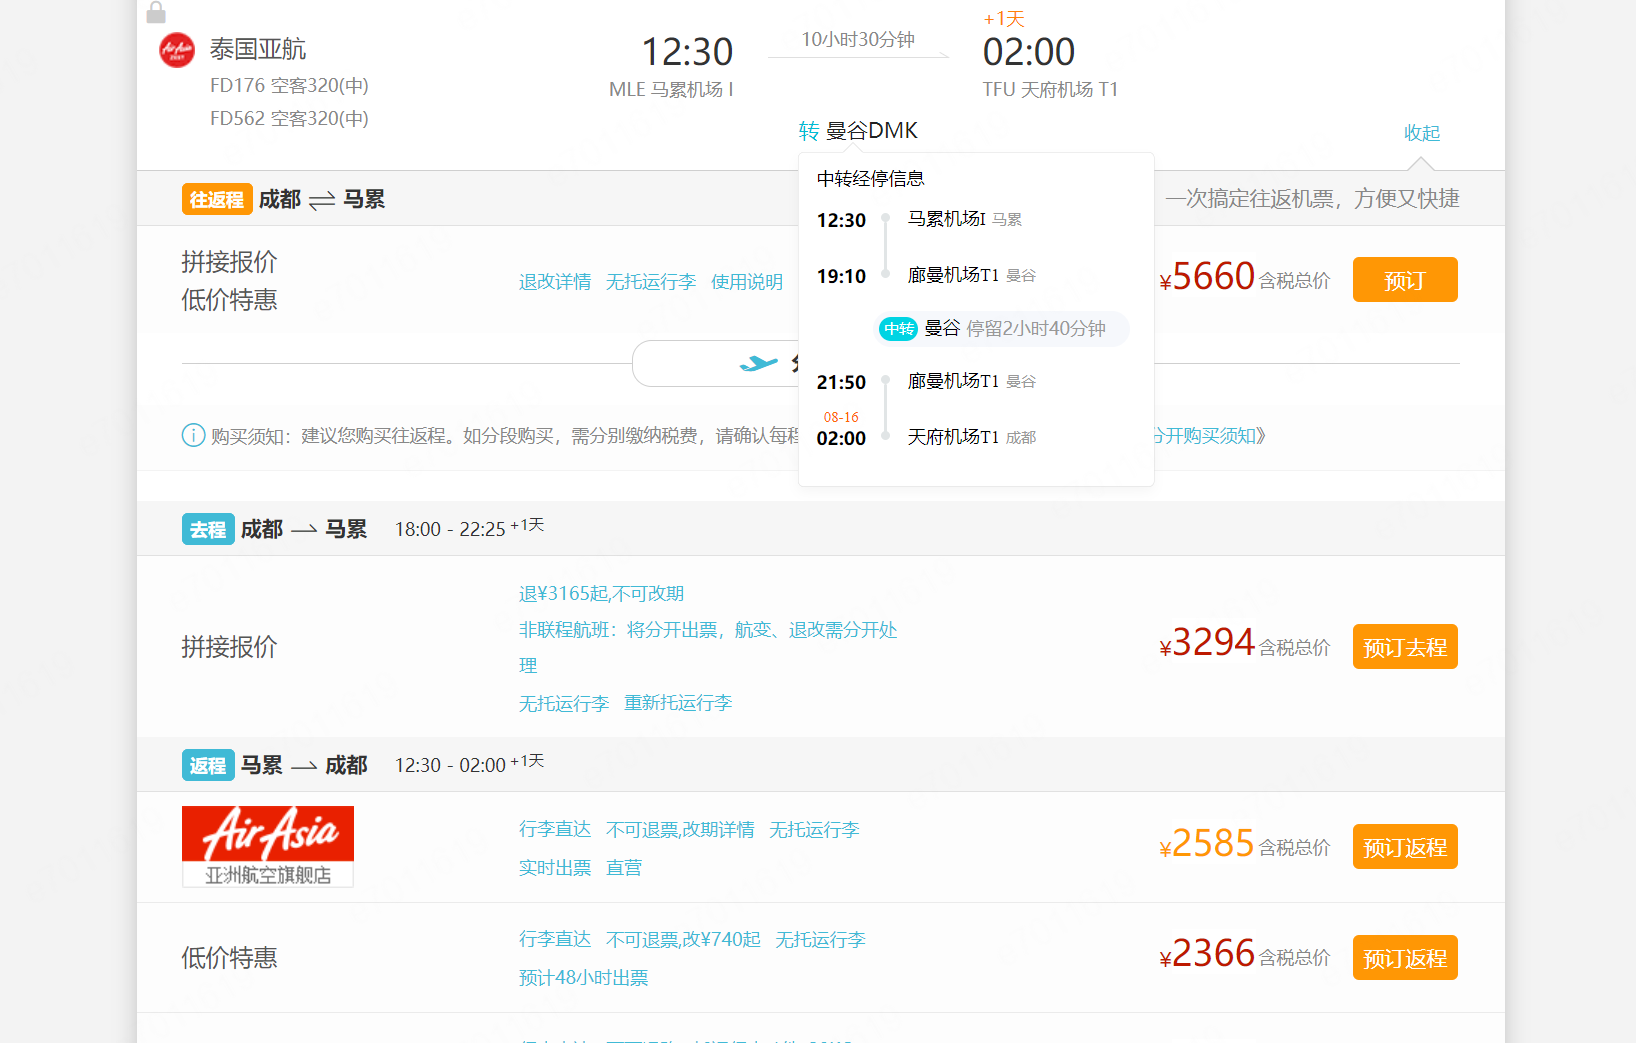 泰国亚航
FD176 空客320(中)
FD562 空客320(中)
12:30
MLE 马累机场 I
10小时30分钟
+1天
02:00
TFU 天府机场 T1
转 曼谷DMK
收起
中转经停信息
12:30 马累机场I 马累
19:10 廊曼机场T1 曼谷
中转 曼谷 停留2小时40分钟
21:50 廊曼机场T1 曼谷
08-16
02:00 天府机场T1 成都
往返程 成都 ⇌ 马累
一次搞定往返机票，方便又快捷
拼接报价
低价特惠
退改详情 无托运行李 使用说明
¥5660 含税总价 预订
购买须知：建议您购买往返程。如分段购买，需分别缴纳税费，请确认每程
分开购买须知》
去程 成都 → 马累 18:00 - 22:25 +1天
拼接报价
退¥3165起,不可改期
非联程航班：将分开出票，航变、退改需分开处
理
无托运行李 重新托运行李
¥3294 含税总价 预订去程
返程 马累 → 成都 12:30 - 02:00 +1天
AirAsia
亚洲航空旗舰店
行李直达 不可退票,改期详情 无托运行李
实时出票 直营
¥2585 含税总价 预订返程
低价特惠
行李直达 不可退票,改¥740起 无托运行李
预计48小时出票
¥2366 含税总价 预订返程